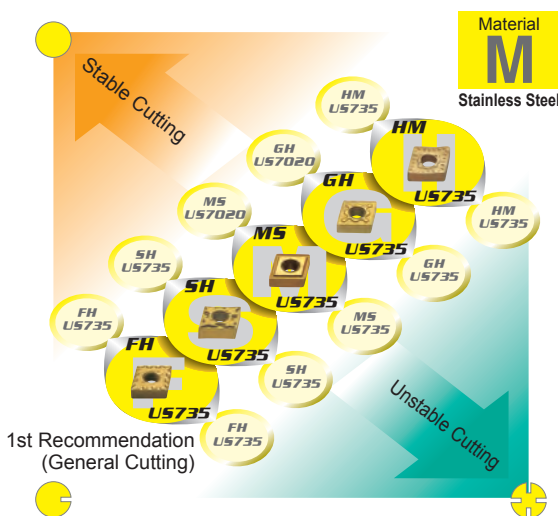 Material
M
Stainless Steel
Stable Cutting
HM
US735
HM
US735
GH
US7020
GH
US735
HM
US735
MS
US7020
MS
US735
GH
US735
SH
US735
SH
US735
MS
US735
FH
US735
FH
US735
SH
US735
FH
US735
Unstable Cutting
1st Recommendation
(General Cutting)